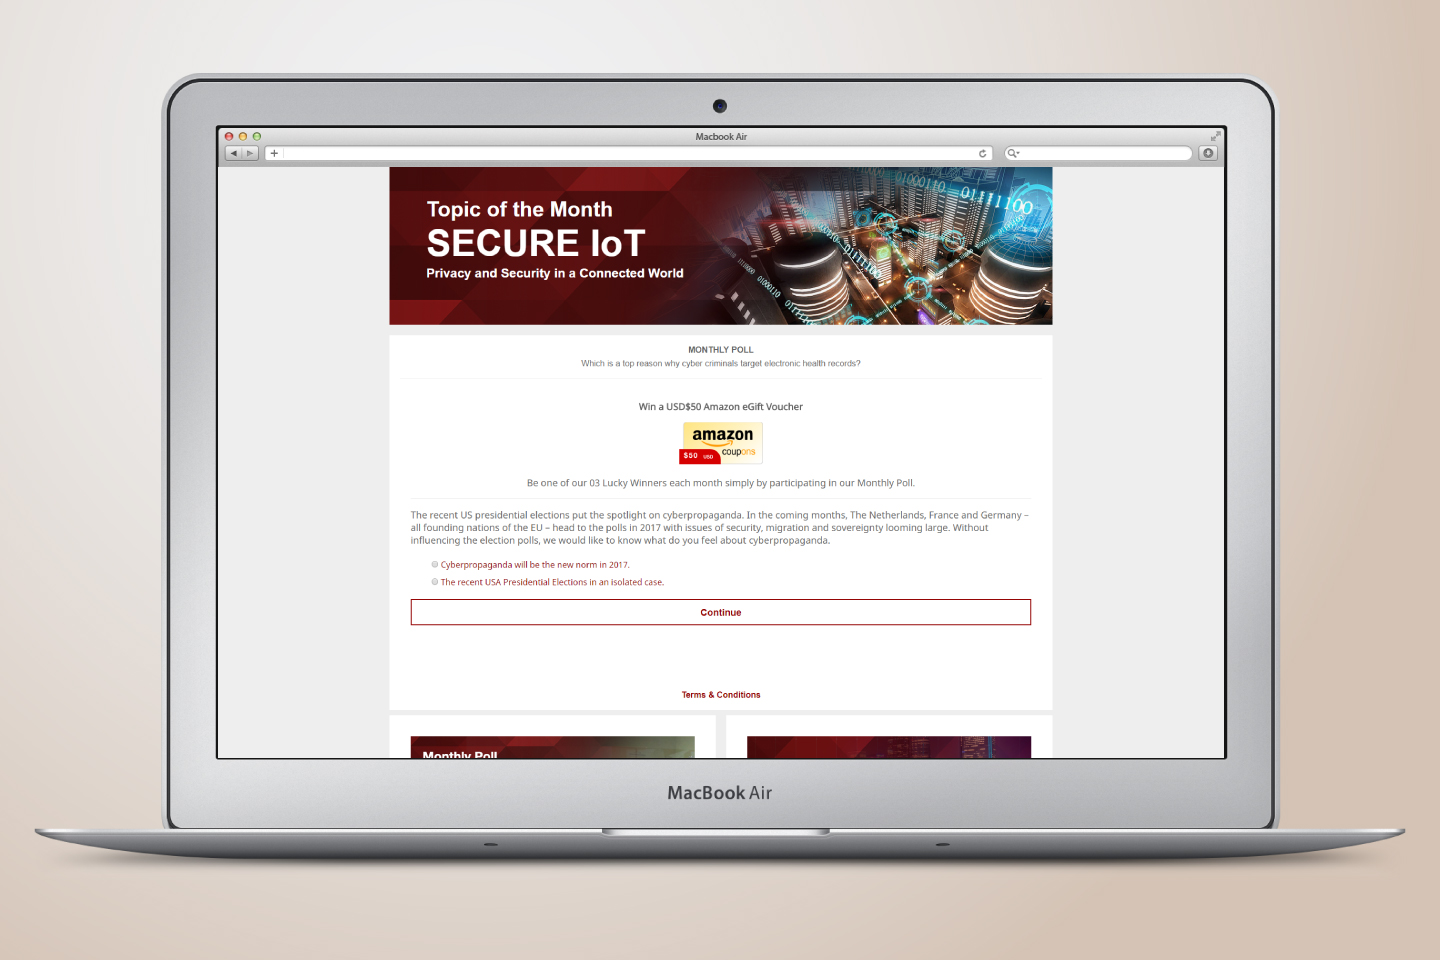 Macbook Air
Topic of the Month
SECURE IoT
Privacy and Security in a Connected World
01000110
01111100
01111100
01000110
01000110
1110000
MONTHLY POLL
Which is a top reason why cyber criminals target electronic health records?
Win a USD$50 Amazon eGift Voucher
amazon
coupons
$50 USD
Be one of our 03 Lucky Winners each month simply by participating in our Monthly Poll.
The recent US presidential elections put the spotlight on cyberpropaganda. In the coming months, The Netherlands, France and Germany –
all founding nations of the EU – head to the polls in 2017 with issues of security, migration and sovereignty looming large. Without
influencing the election polls, we would like to know what do you feel about cyberpropaganda.
Cyberpropaganda will be the new norm in 2017.
The recent USA Presidential Elections in an isolated case.
Continue
Terms & Conditions
Monthly Poll
MacBook Air